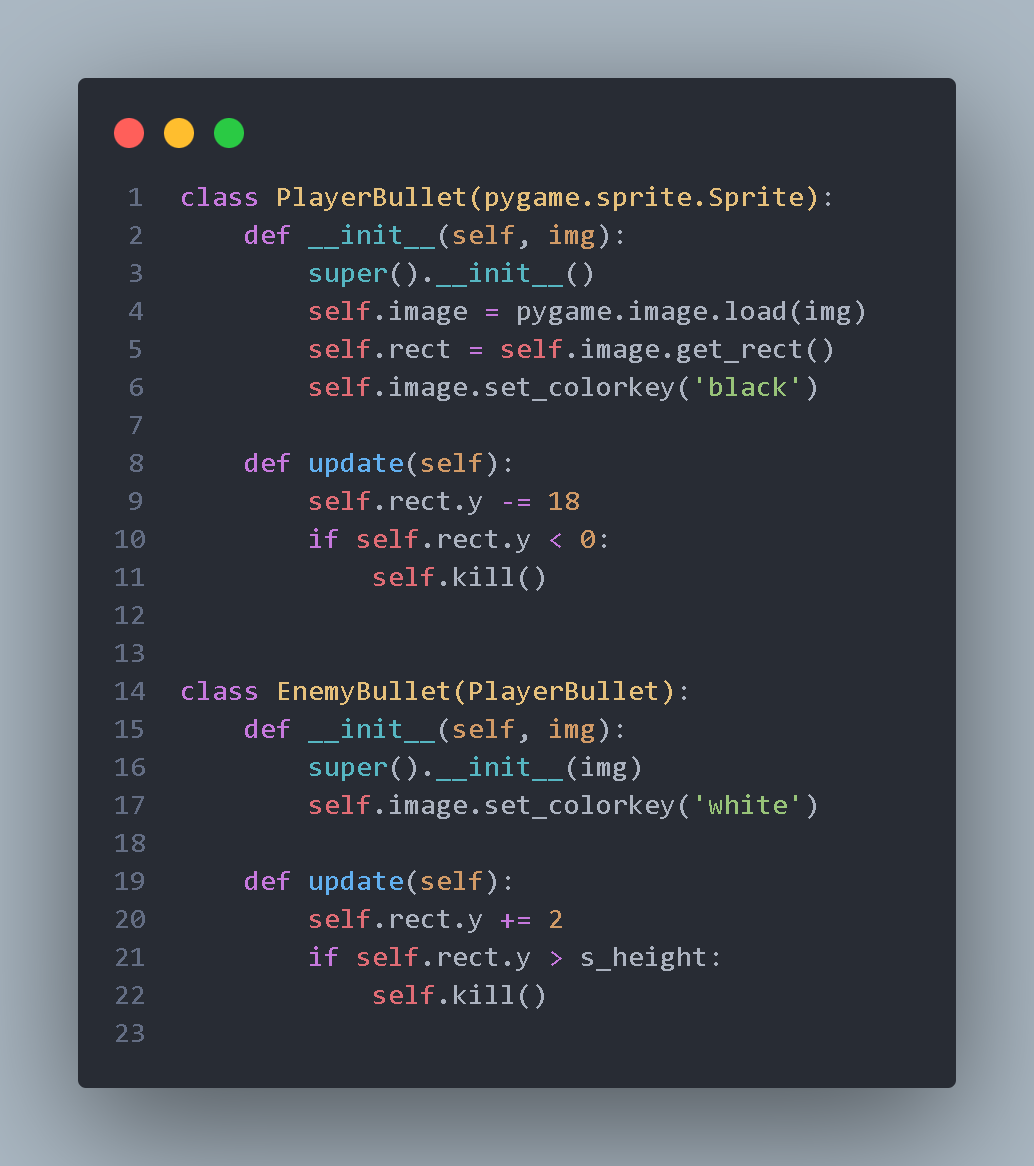 1 class PlayerBullet(pygame.sprite.Sprite):
2     def __init__(self, img):
3         super().__init__()
4         self.image = pygame.image.load(img)
5         self.rect = self.image.get_rect()
6         self.image.set_colorkey('black')
7
8     def update(self):
9         self.rect.y -= 18
10         if self.rect.y < 0:
11             self.kill()
12
13
14 class EnemyBullet(PlayerBullet):
15     def __init__(self, img):
16         super().__init__(img)
17         self.image.set_colorkey('white')
18
19     def update(self):
20         self.rect.y += 2
21         if self.rect.y > s_height:
22             self.kill()
23